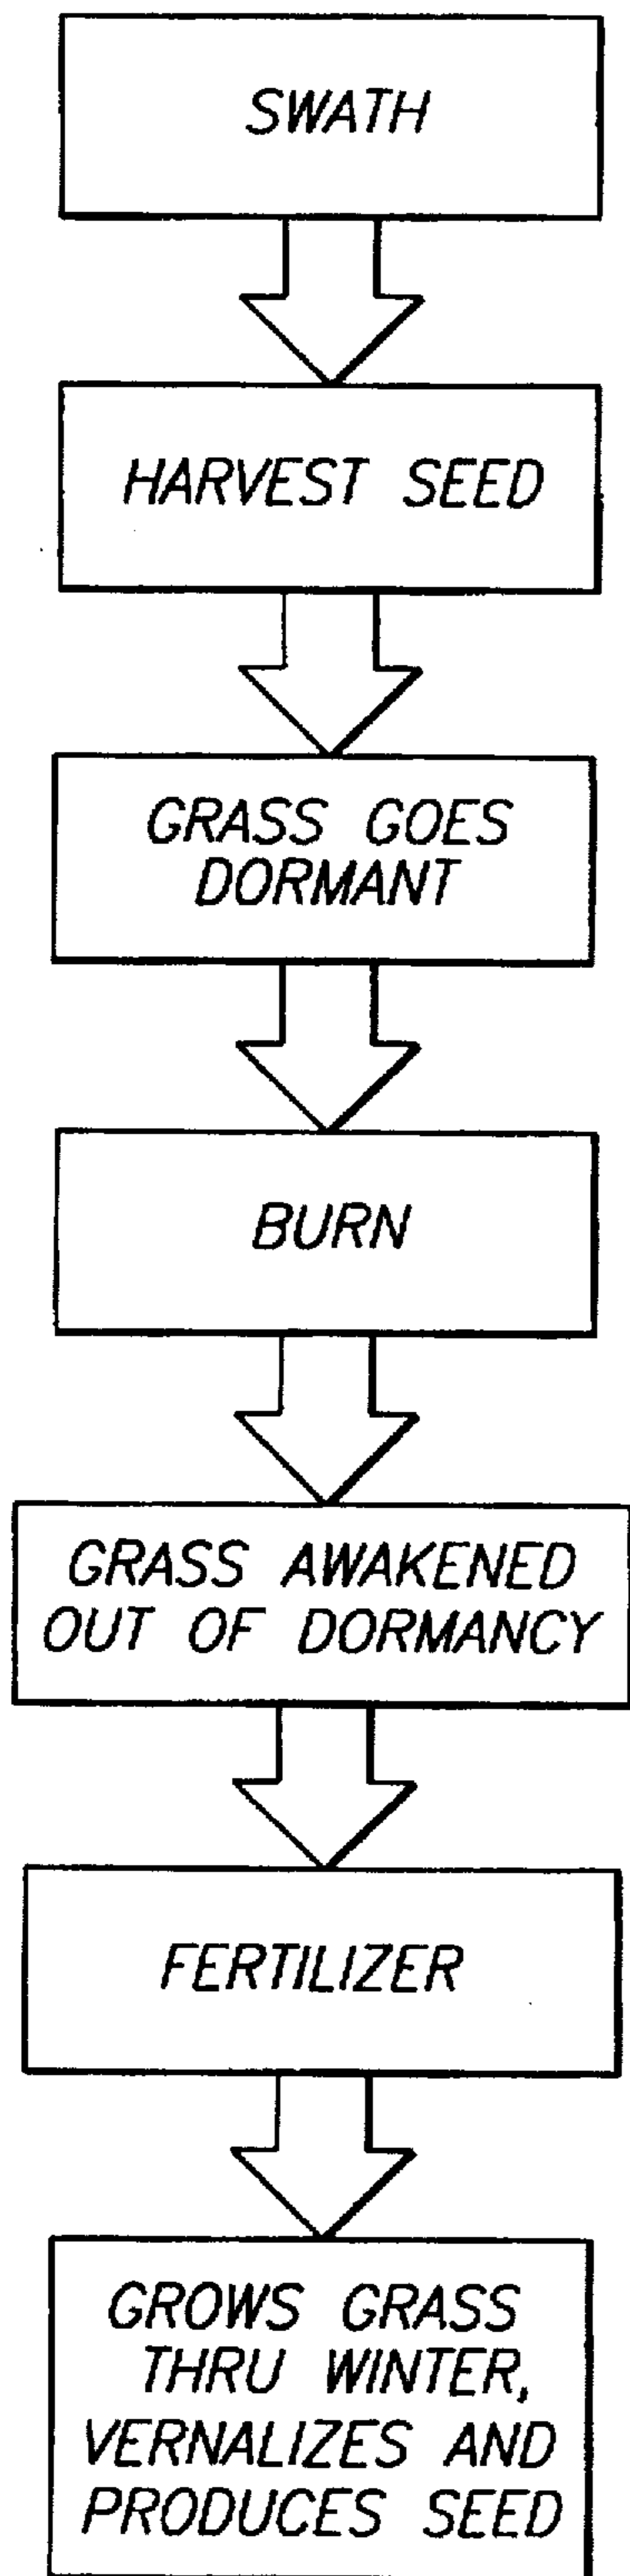 SWATH
HARVEST SEED
GRASS GOES
DORMANT
BURN
GRASS AWAKENED
OUT OF DORMANCY
FERTILIZER
GROWS GRASS
THRU WINTER,
VERNALIZES AND
PRODUCES SEED